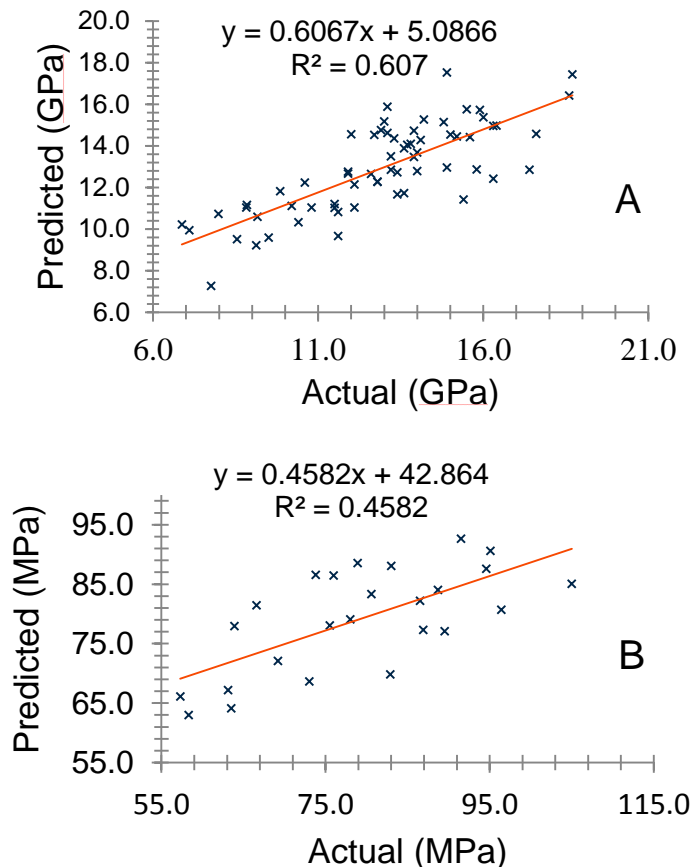 y = 0.6067x + 5.0866
R² = 0.607
20.0
18.0
16.0
14.0
12.0
10.0
8.0
6.0
Predicted (GPa)
A
6.0 11.0 16.0 21.0
Actual (GPa)
y = 0.4582x + 42.864
R² = 0.4582
95.0
85.0
75.0
65.0
55.0
Predicted (MPa)
B
55.0 75.0 95.0 115.0
Actual (MPa)